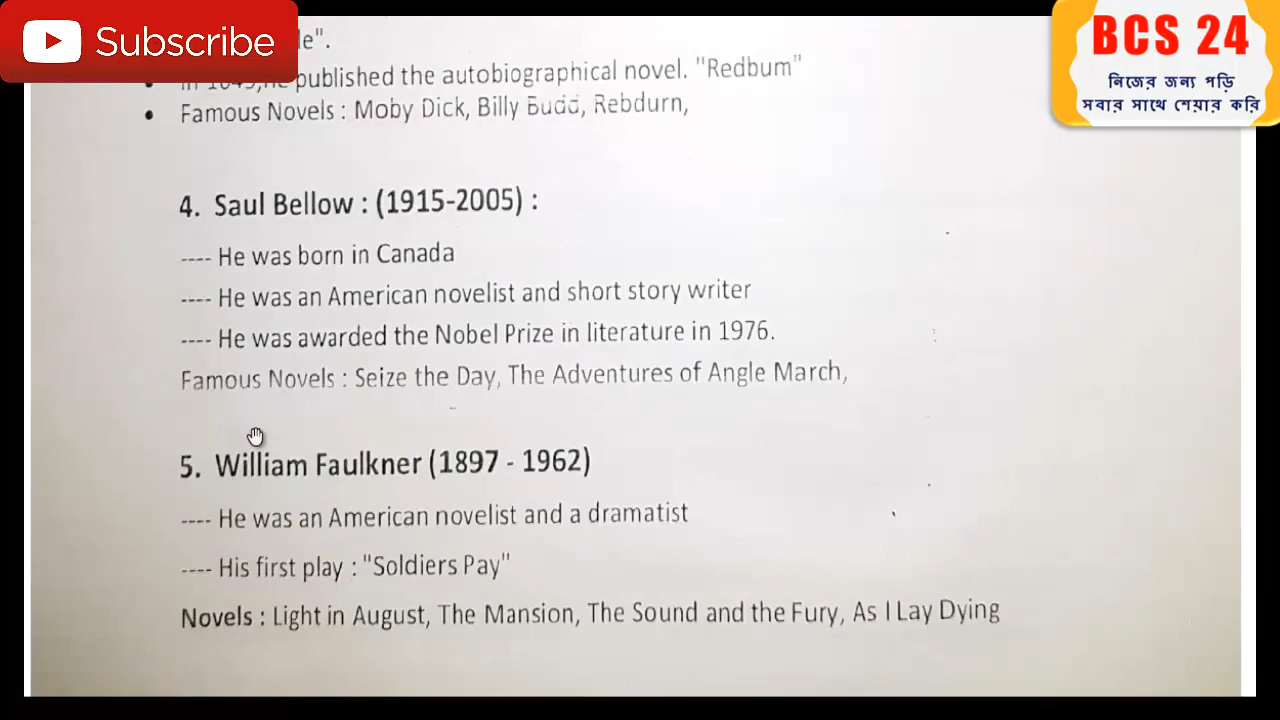 Subscribe
le".
In 1849, he published the autobiographical novel. "Redbum"
• Famous Novels : Moby Dick, Billy Budd, Rebdurn,
BCS 24
নিজের জন্য পড়ি
সবার সাথে শেয়ার করি
4. Saul Bellow : (1915-2005) :
---- He was born in Canada
---- He was an American novelist and short story writer
---- He was awarded the Nobel Prize in literature in 1976.
Famous Novels : Seize the Day, The Adventures of Angle March,
5. William Faulkner (1897 - 1962)
---- He was an American novelist and a dramatist
---- His first play : "Soldiers Pay"
Novels : Light in August, The Mansion, The Sound and the Fury, As I Lay Dying